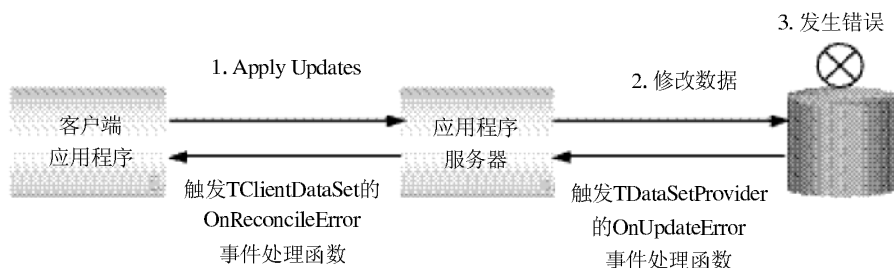 3. 发生错误
1. Apply Updates
2. 修改数据
客户端
应用程序
应用程序
服务器
触发TClientDataSet的
OnReconcileError
事件处理函数
触发TDataSetProvider
的OnUpdateError
事件处理函数